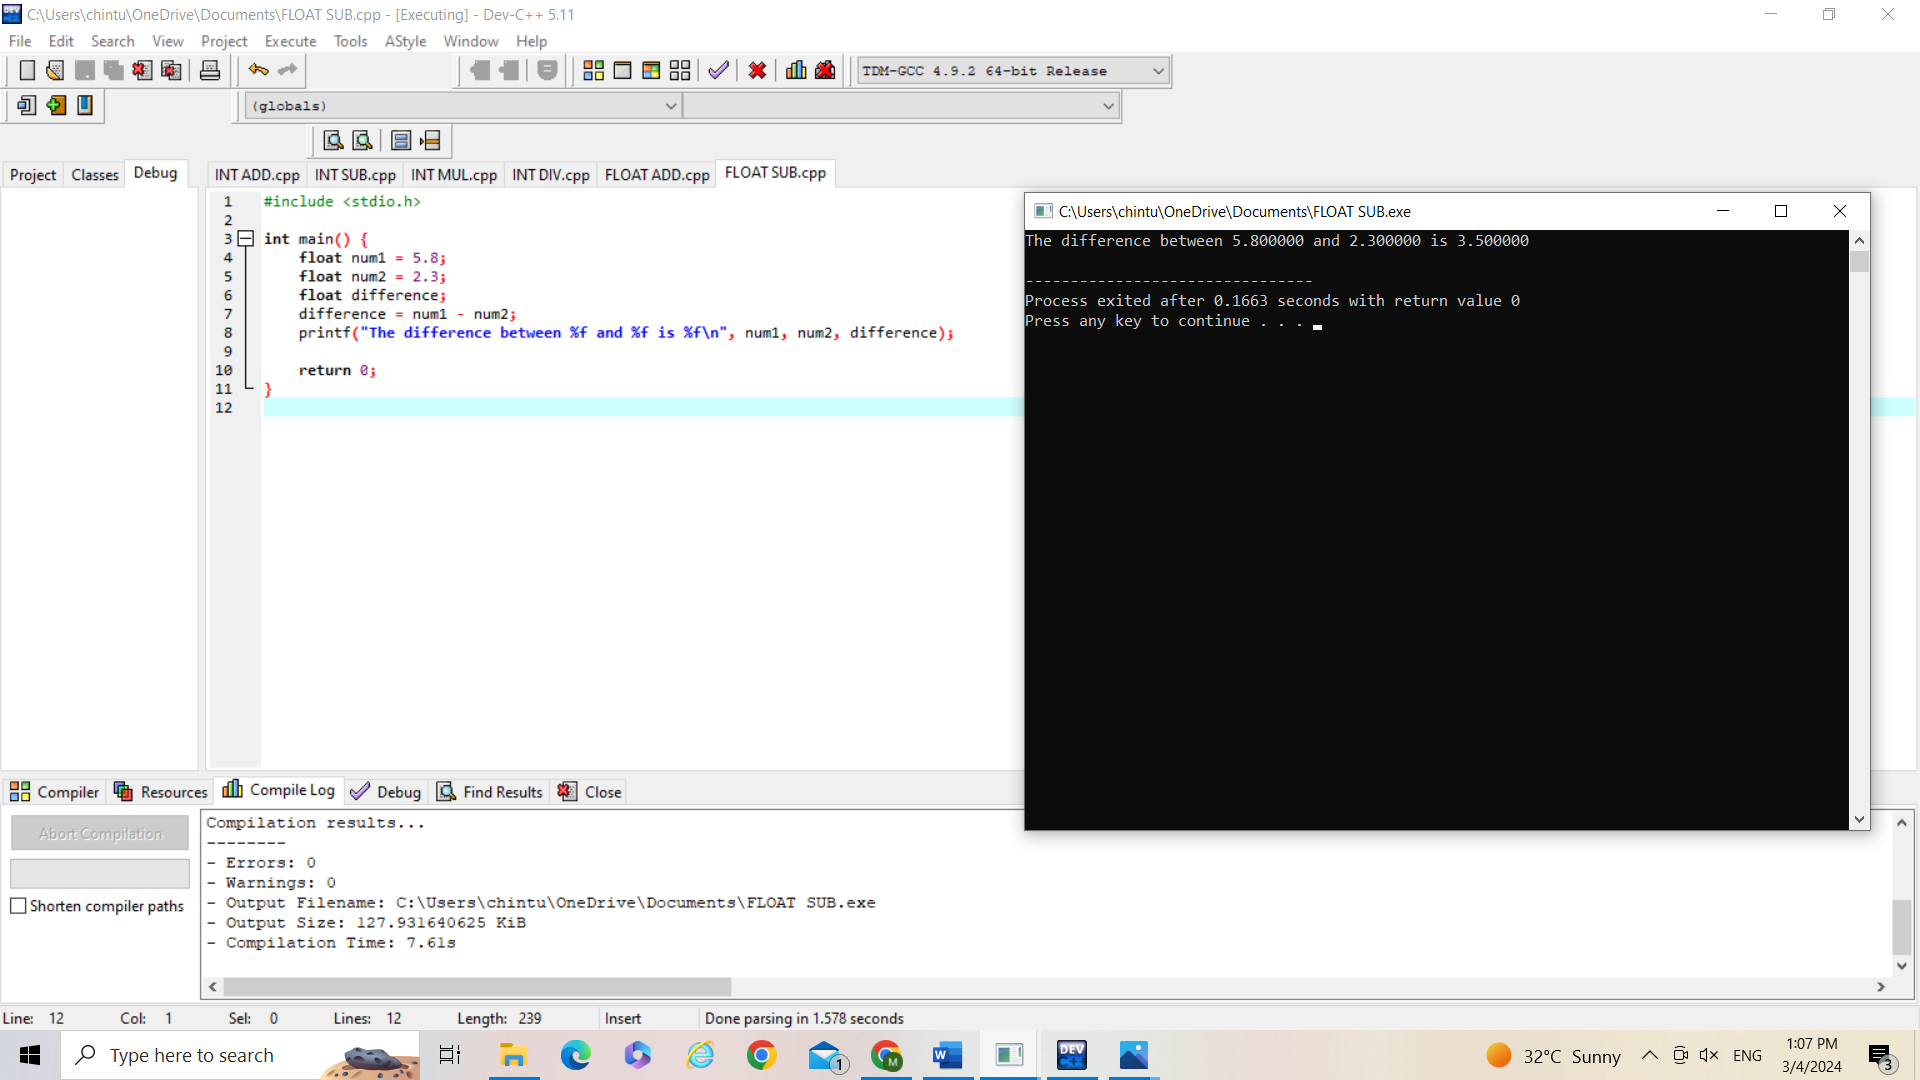 C:\Users\chintu\OneDrive\Documents\FLOAT SUB.cpp - [Executing] - Dev-C++ 5.11
File Edit Search View Project Execute Tools AStyle Window Help
TDM-GCC 4.9.2 64-bit Release
(globals)
Project Classes Debug
INT ADD.cpp INT SUB.cpp INT MUL.cpp INT DIV.cpp FLOAT ADD.cpp FLOAT SUB.cpp
1 #include <stdio.h>
2
3 int main() {
4 float num1 = 5.8;
5 float num2 = 2.3;
6 float difference;
7 difference = num1 - num2;
8 printf("The difference between %f and %f is %f\n", num1, num2, difference);
9
10 return 0;
11 }
12
C:\Users\chintu\OneDrive\Documents\FLOAT SUB.exe
The difference between 5.800000 and 2.300000 is 3.500000
--------------------------------
Process exited after 0.1663 seconds with return value 0
Press any key to continue . . .
Compiler Resources Compile Log Debug Find Results Close
Abort Compilation
Shorten compiler paths
Compilation results...
--------
- Errors: 0
- Warnings: 0
- Output Filename: C:\Users\chintu\OneDrive\Documents\FLOAT SUB.exe
- Output Size: 127.931640625 KiB
- Compilation Time: 7.61s
Line: 12 Col: 1 Sel: 0 Lines: 12 Length: 239 Insert Done parsing in 1.578 seconds
Type here to search
1
M
W
DEV
32°C Sunny
ENG
1:07 PM
3/4/2024
3